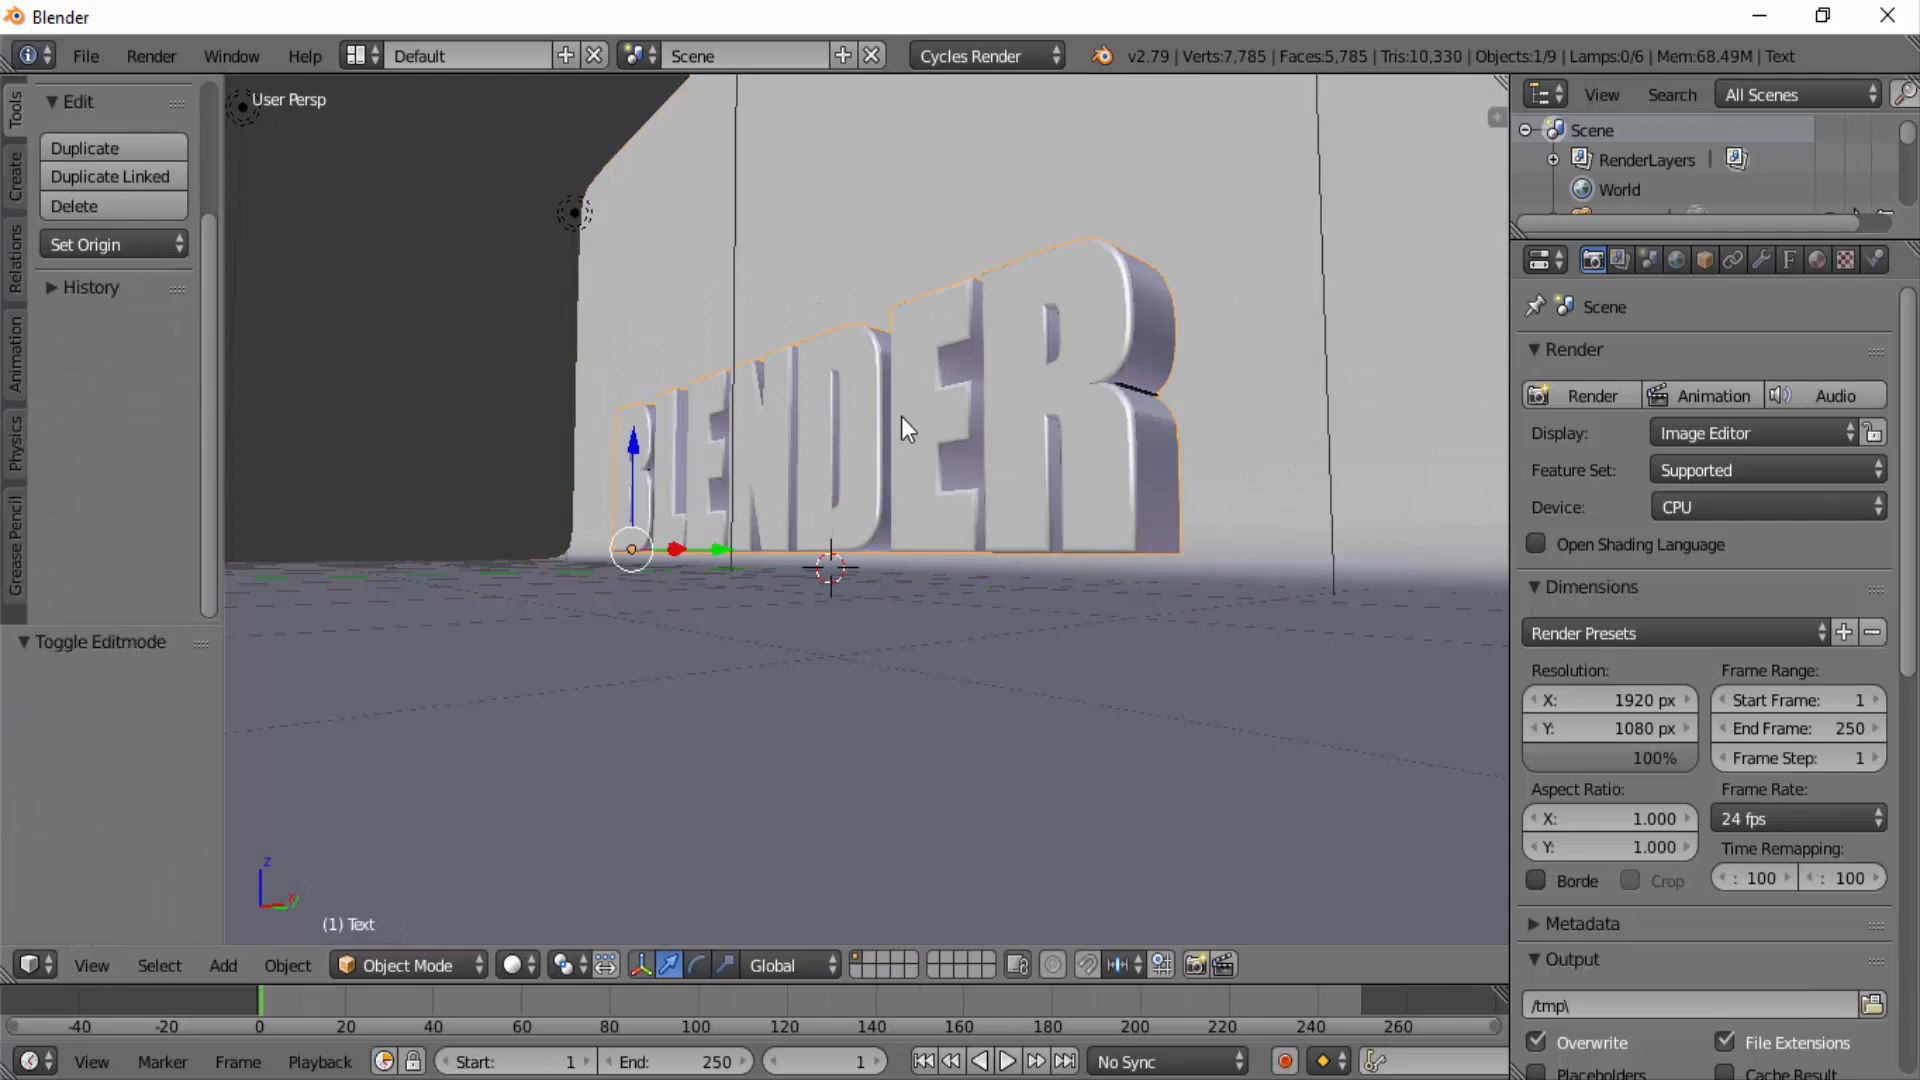 Blender
File Render Window Help Default Scene Cycles Render v2.79 | Verts:7,785 | Faces:5,785 | Tris:10,330 | Objects:1/9 | Lamps:0/6 | Mem:68.49M | Text
Tools
Create
Relations
Animation
Physics
Grease Pencil
Edit
Duplicate
Duplicate Linked
Delete
Set Origin
History
Toggle Editmode
User Persp
BLENDER
z
(1) Text
View Search All Scenes
Scene
RenderLayers |
World
Scene
Render
Render Animation Audio
Display: Image Editor
Feature Set: Supported
Device: CPU
Open Shading Language
Dimensions
Render Presets
Resolution: Frame Range:
X: 1920 px Start Frame: 1
Y: 1080 px End Frame: 250
100% Frame Step: 1
Aspect Ratio: Frame Rate:
X: 1.000 24 fps
Y: 1.000 Time Remapping:
Borde Crop : 100 : 100
Metadata
Output
/tmp\
Overwrite File Extensions
Placeholders Cache Result
View Select Add Object Object Mode Global
-40 -20 0 20 40 60 80 100 120 140 160 180 200 220 240 260
View Marker Frame Playback Start: 1 End: 250 1 No Sync